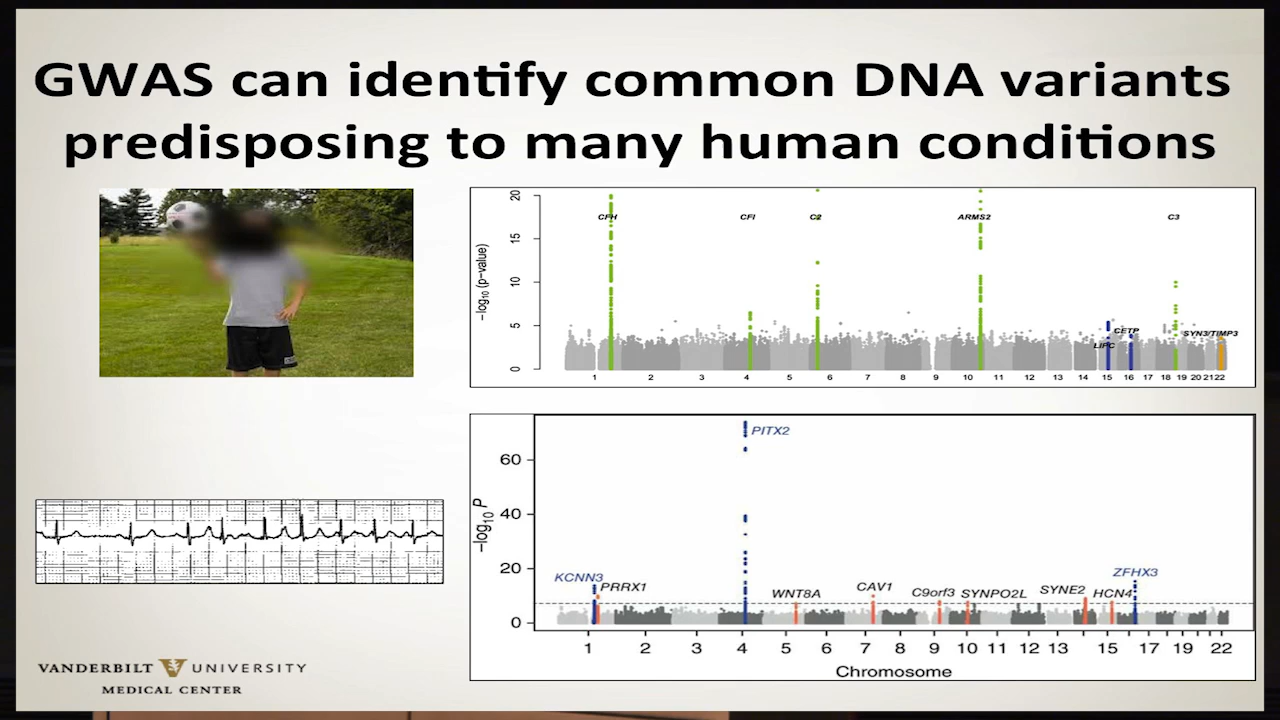 GWAS can identify common DNA variants
predisposing to many human conditions
20
15
10
5
0
-log10 (p-value)
CFH
CFI
C2
ARMS2
C3
LIPC
CETP
SYN3/TIMP3
1 2 3 4 5 6 7 8 9 10 11 12 13 14 15 16 17 18 19 20 21 22
60
40
20
0
-log10 P
PITX2
KCNN3
PRRX1
WNT8A
CAV1
C9orf3
SYNPO2L
SYNE2
HCN4
ZFHX3
1 2 3 4 5 6 7 8 9 10 11 12 13 15 17 19 22
Chromosome
VANDERBILT V UNIVERSITY
MEDICAL CENTER